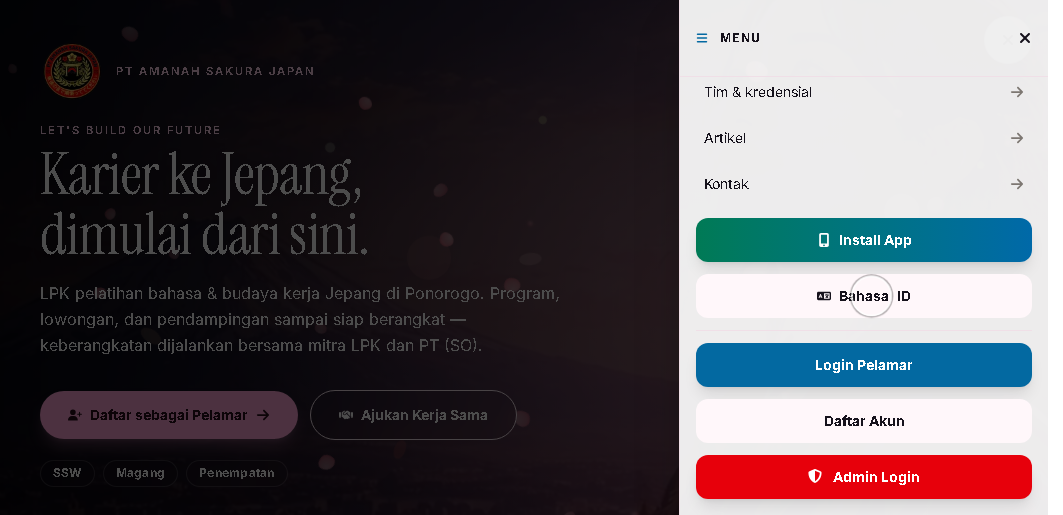 PT AMANAH SAKURA JAPAN
LET'S BUILD OUR FUTURE
Karier ke Jepang,
dimulai dari sini.
LPK pelatihan bahasa & budaya kerja Jepang di Ponorogo. Program,
lowongan, dan pendampingan sampai siap berangkat —
keberangkatan dijalankan bersama mitra LPK dan PT (SO).
Daftar sebagai Pelamar
Ajukan Kerja Sama
SSW
Magang
Penempatan
MENU
Tim & kredensial
Artikel
Kontak
Install App
Bahasa ID
Login Pelamar
Daftar Akun
Admin Login